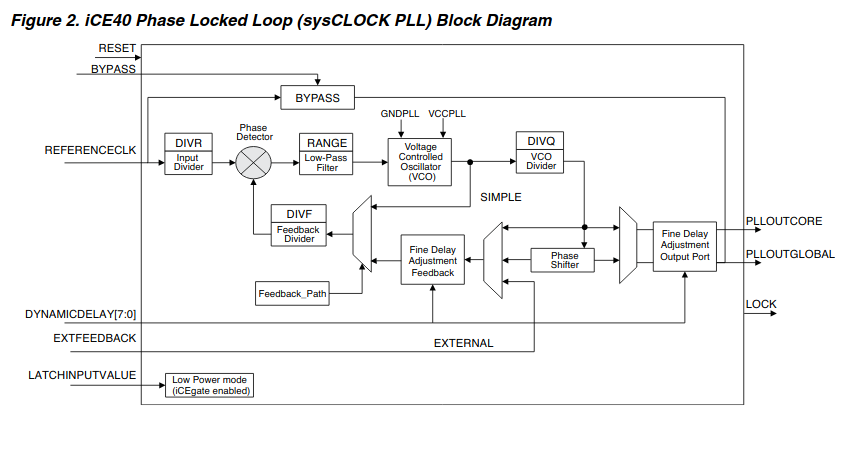 Figure 2. iCE40 Phase Locked Loop (sysCLOCK PLL) Block Diagram
RESET
BYPASS
BYPASS
GNDPLL VCCPLL
REFERENCECLK
DIVR
Input
Divider
Phase
Detector
RANGE
Low-Pass
Filter
Voltage
Controlled
Oscillator
(VCO)
DIVQ
VCO
Divider
SIMPLE
DIVF
Feedback
Divider
Fine Delay
Adjustment
Feedback
Phase
Shifter
Fine Delay
Adjustment
Output Port
PLLOUTCORE
PLLOUTGLOBAL
Feedback_Path
DYNAMICDELAY[7:0]
LOCK
EXTFEEDBACK
EXTERNAL
LATCHINPUTVALUE
Low Power mode
(iCEgate enabled)